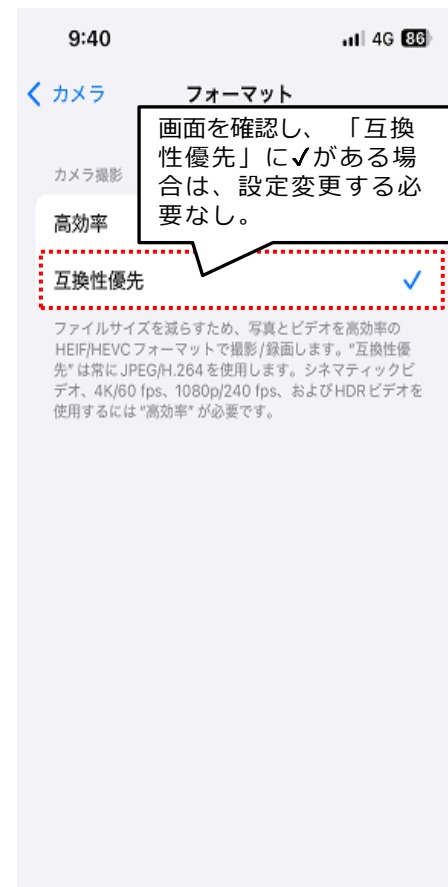 9:40
4G 86
カメラ
フォーマット
画面を確認し、「互換
性優先」に✓がある場
合は、設定変更する必
要なし。
カメラ撮影
高効率
互換性優先 ✓
ファイルサイズを減らすため、写真とビデオを高効率の
HEIF/HEVCフォーマットで撮影/録画します。"互換性優
先"は常にJPEG/H.264を使用します。シネマティックビ
デオ、4K/60 fps、1080p/240 fps、およびHDRビデオを
使用するには"高効率"が必要です。